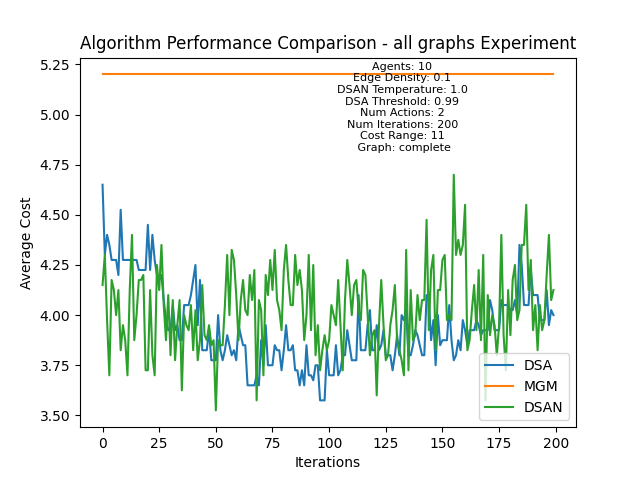 Algorithm Performance Comparison - all graphs Experiment
Agents: 10
Edge Density: 0.1
DSAN Temperature: 1.0
DSA Threshold: 0.99
Num Actions: 2
Num Iterations: 200
Cost Range: 11
Graph: complete
5.25
5.00
4.75
4.50
4.25
4.00
3.75
3.50
Average Cost
DSA
MGM
DSAN
0
25
50
75
100
125
150
175
200
Iterations